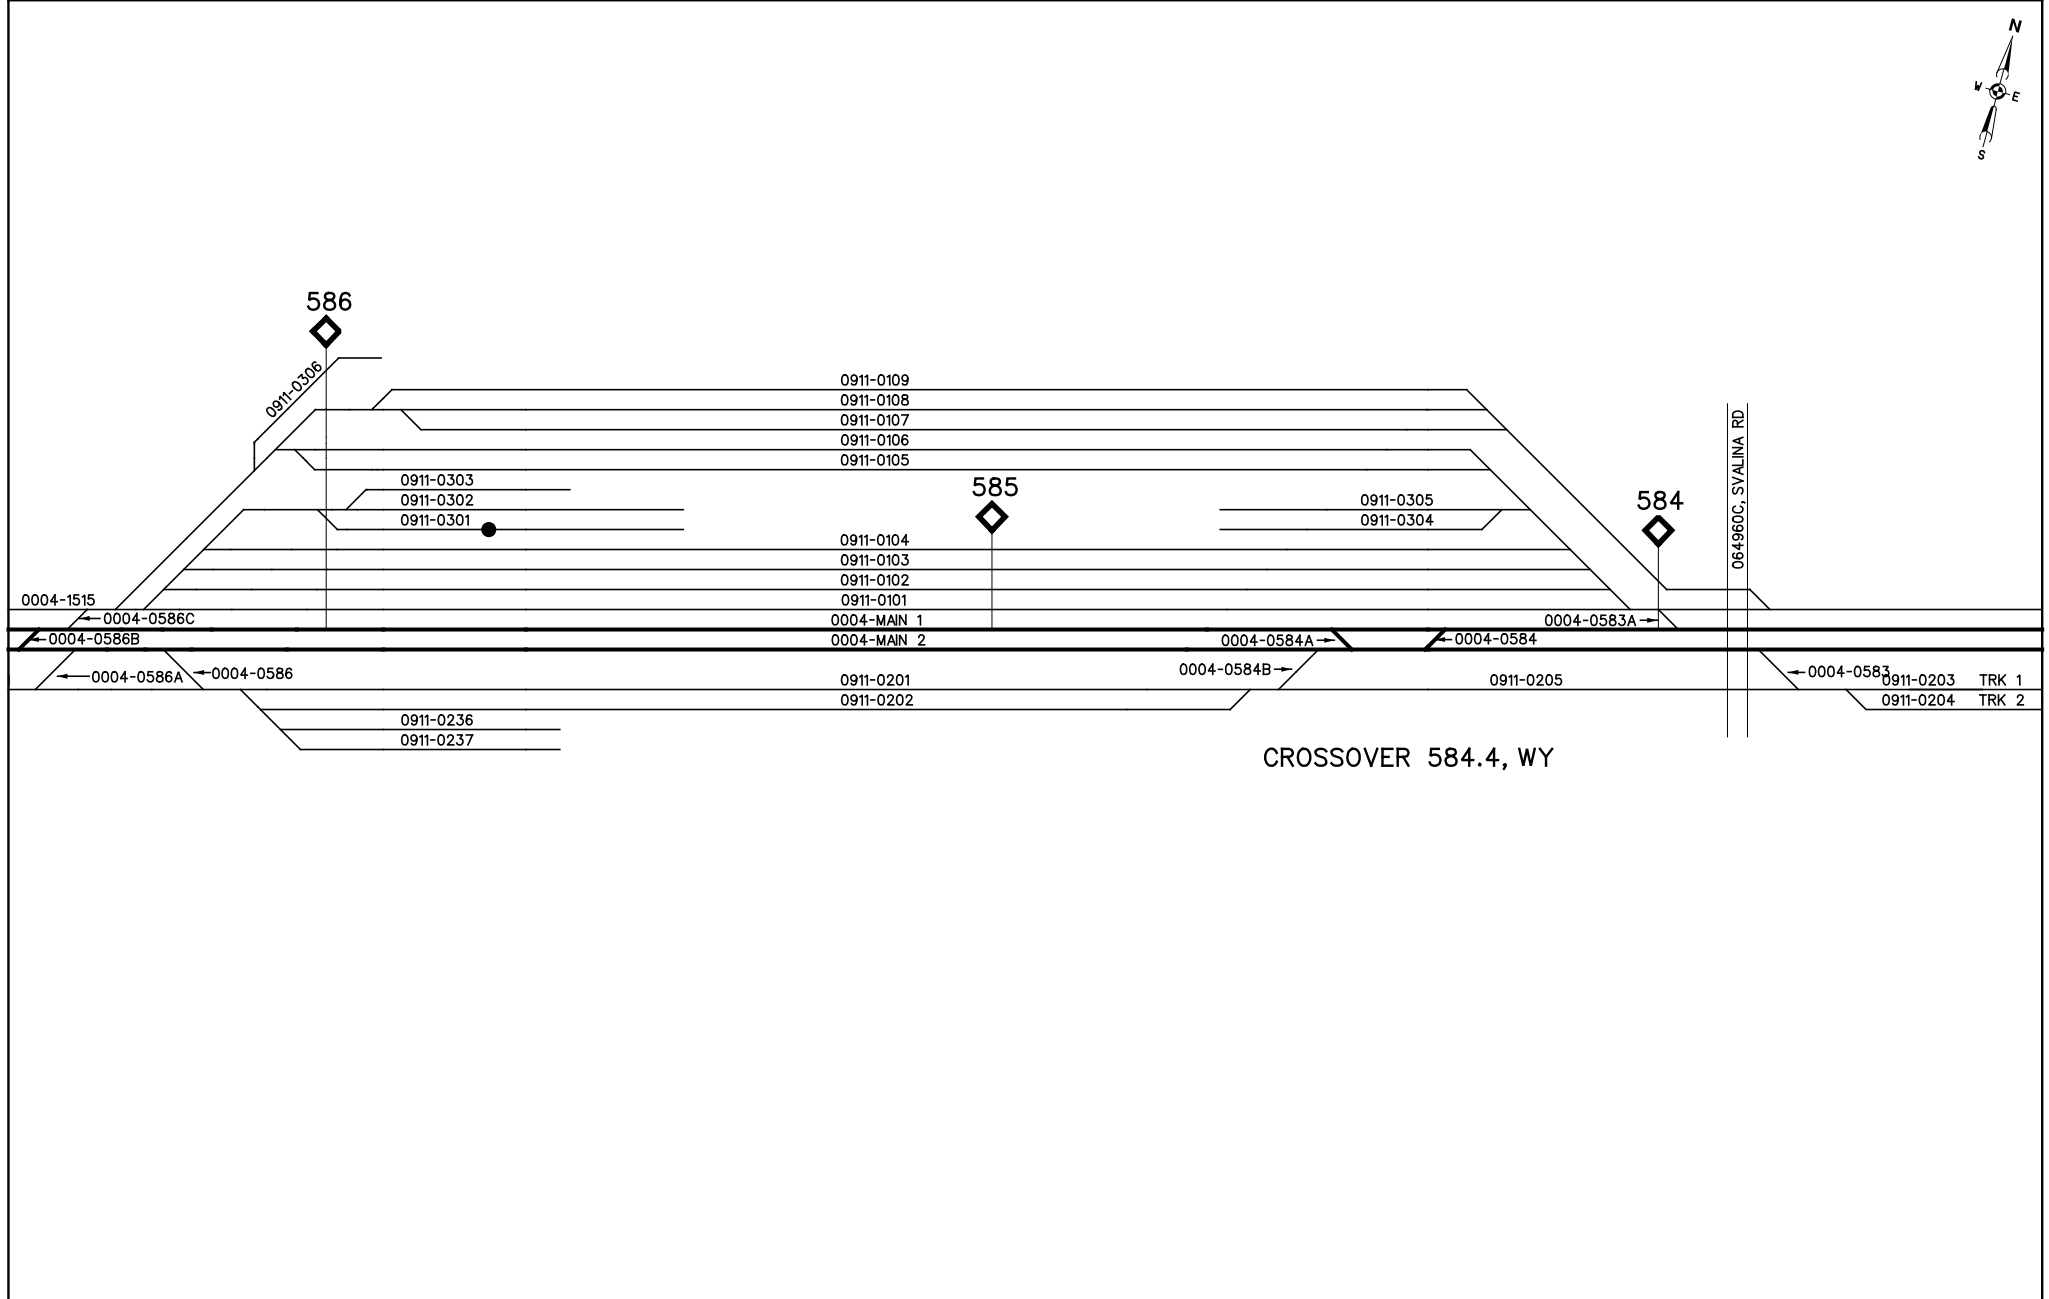 N
W
E
S
586
0911-0306
0911-0109
0911-0108
0911-0107
0911-0106
0911-0105
0911-0303
0911-0302
0911-0301
585
0911-0305
0911-0304
584
064960C, SVALINA RD
0911-0104
0911-0103
0911-0102
0004-1515
0911-0101
0004-0586C
0004-MAIN 1
0004-0583A
0004-0586B
0004-MAIN 2
0004-0584A
0004-0584
0004-0586A
0004-0586
0004-0584B
0004-0583
0911-0201
0911-0205
0911-0203 TRK 1
0911-0202
0911-0204 TRK 2
0911-0236
0911-0237
CROSSOVER 584.4, WY